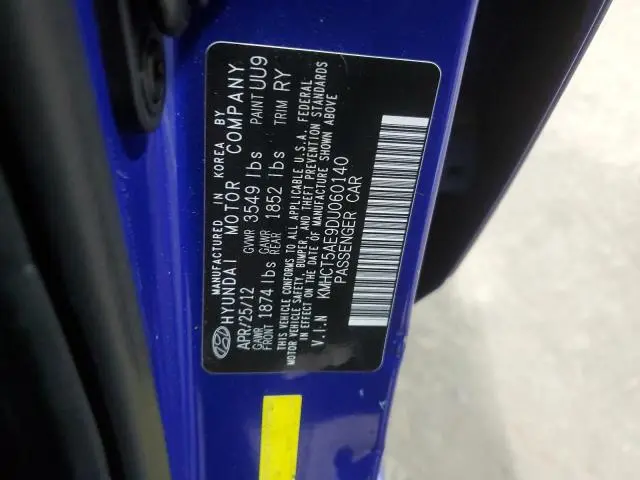 MANUFACTURED IN KOREA BY
HYUNDAI MOTOR COMPANY
APR/25/12 GVWR 3549 lbs PAINT UU9
GAWR FRONT 1874 lbs GAWR REAR 1852 lbs TRIM RY
THIS VEHICLE CONFORMS TO ALL APPLICABLE U.S.A. FEDERAL
MOTOR VEHICLE SAFETY, BUMPER, AND THEFT PREVENTION STANDARDS
IN EFFECT ON THE DATE OF MANUFACTURE SHOWN ABOVE
V.I.N KMHCT5AE9DU060140
PASSENGER CAR